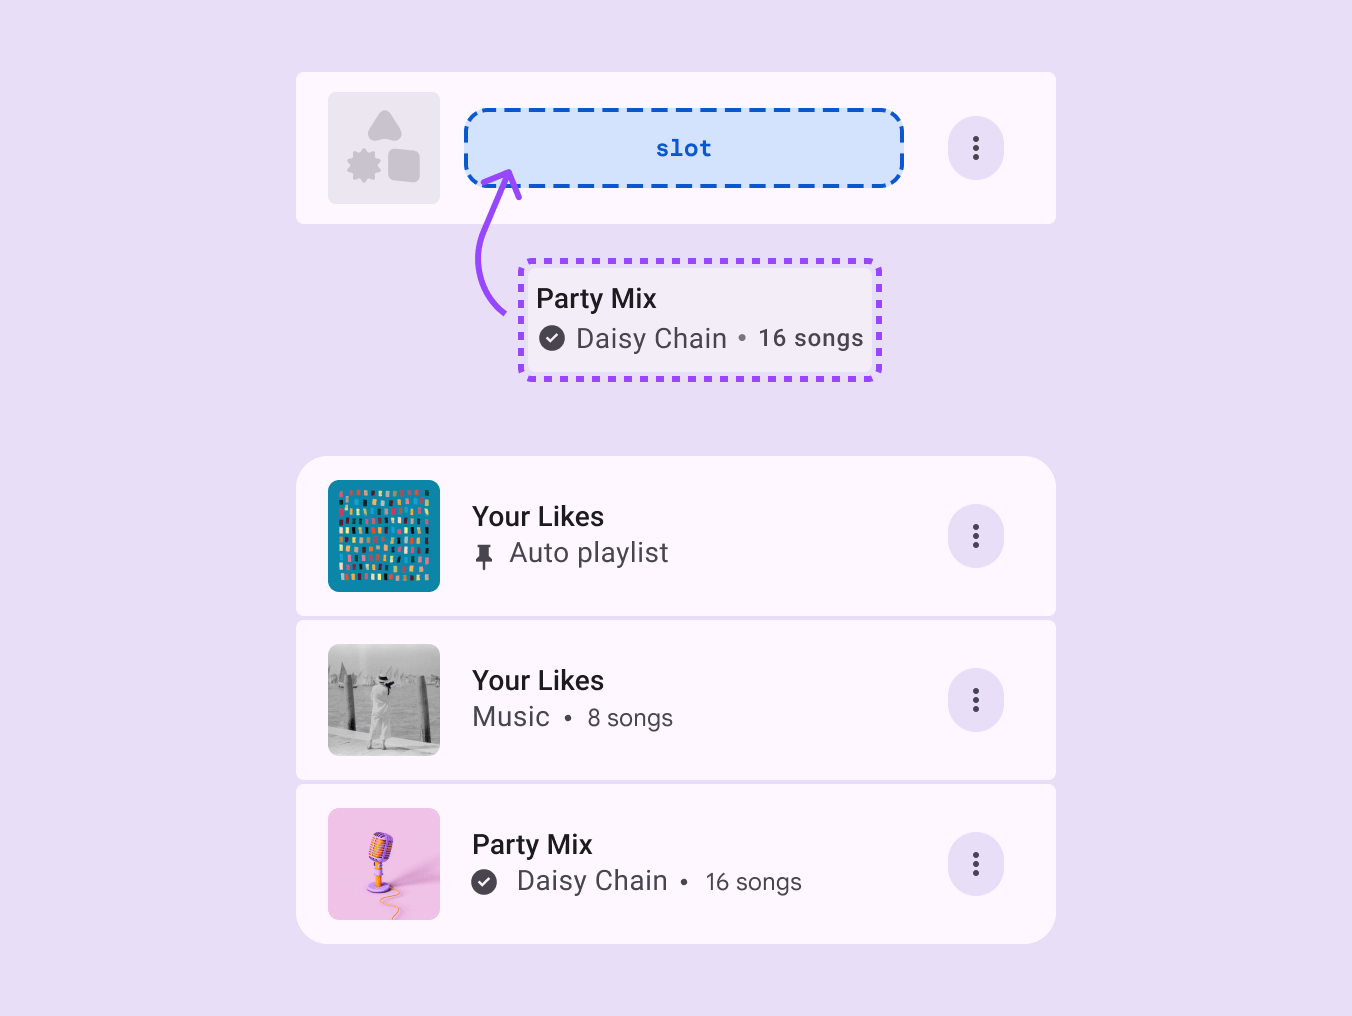 slot
Party Mix
Daisy Chain • 16 songs
Your Likes
Auto playlist
Your Likes
Music • 8 songs
Party Mix
Daisy Chain • 16 songs